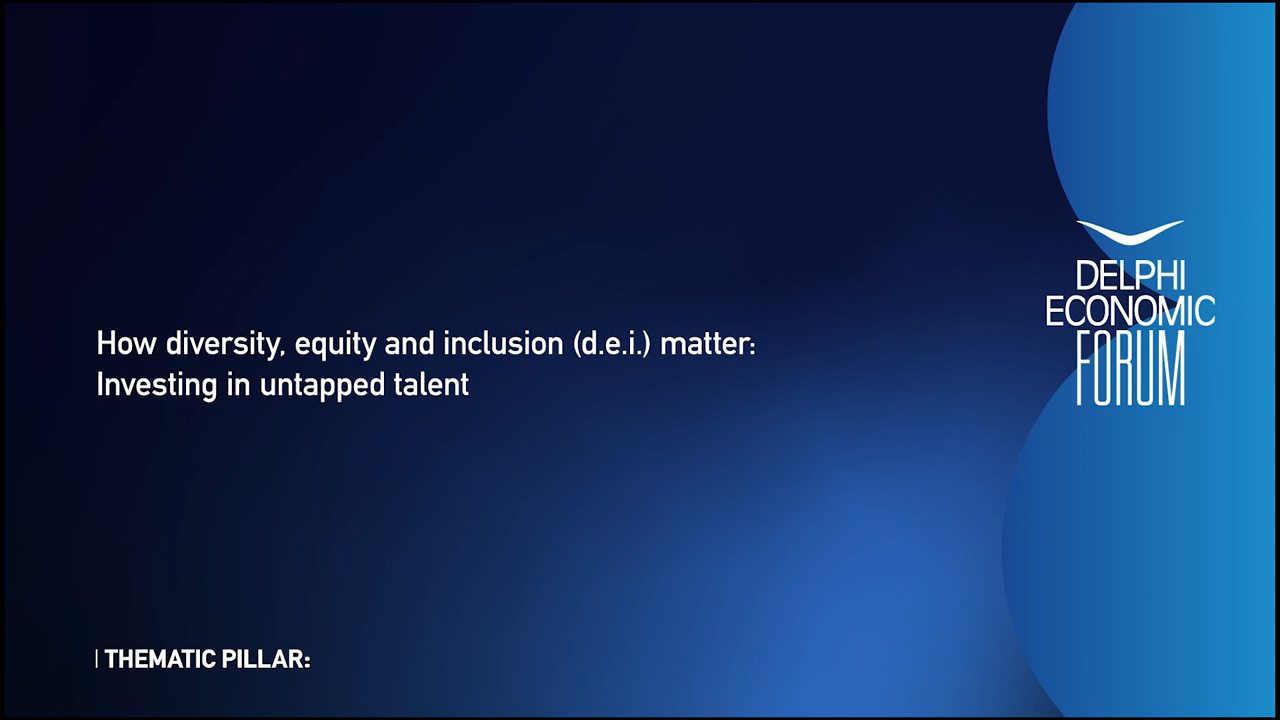 How diversity, equity and inclusion (d.e.i.) matter:
Investing in untapped talent
DELPHI
ECONOMIC
FORUM
THEMATIC PILLAR: